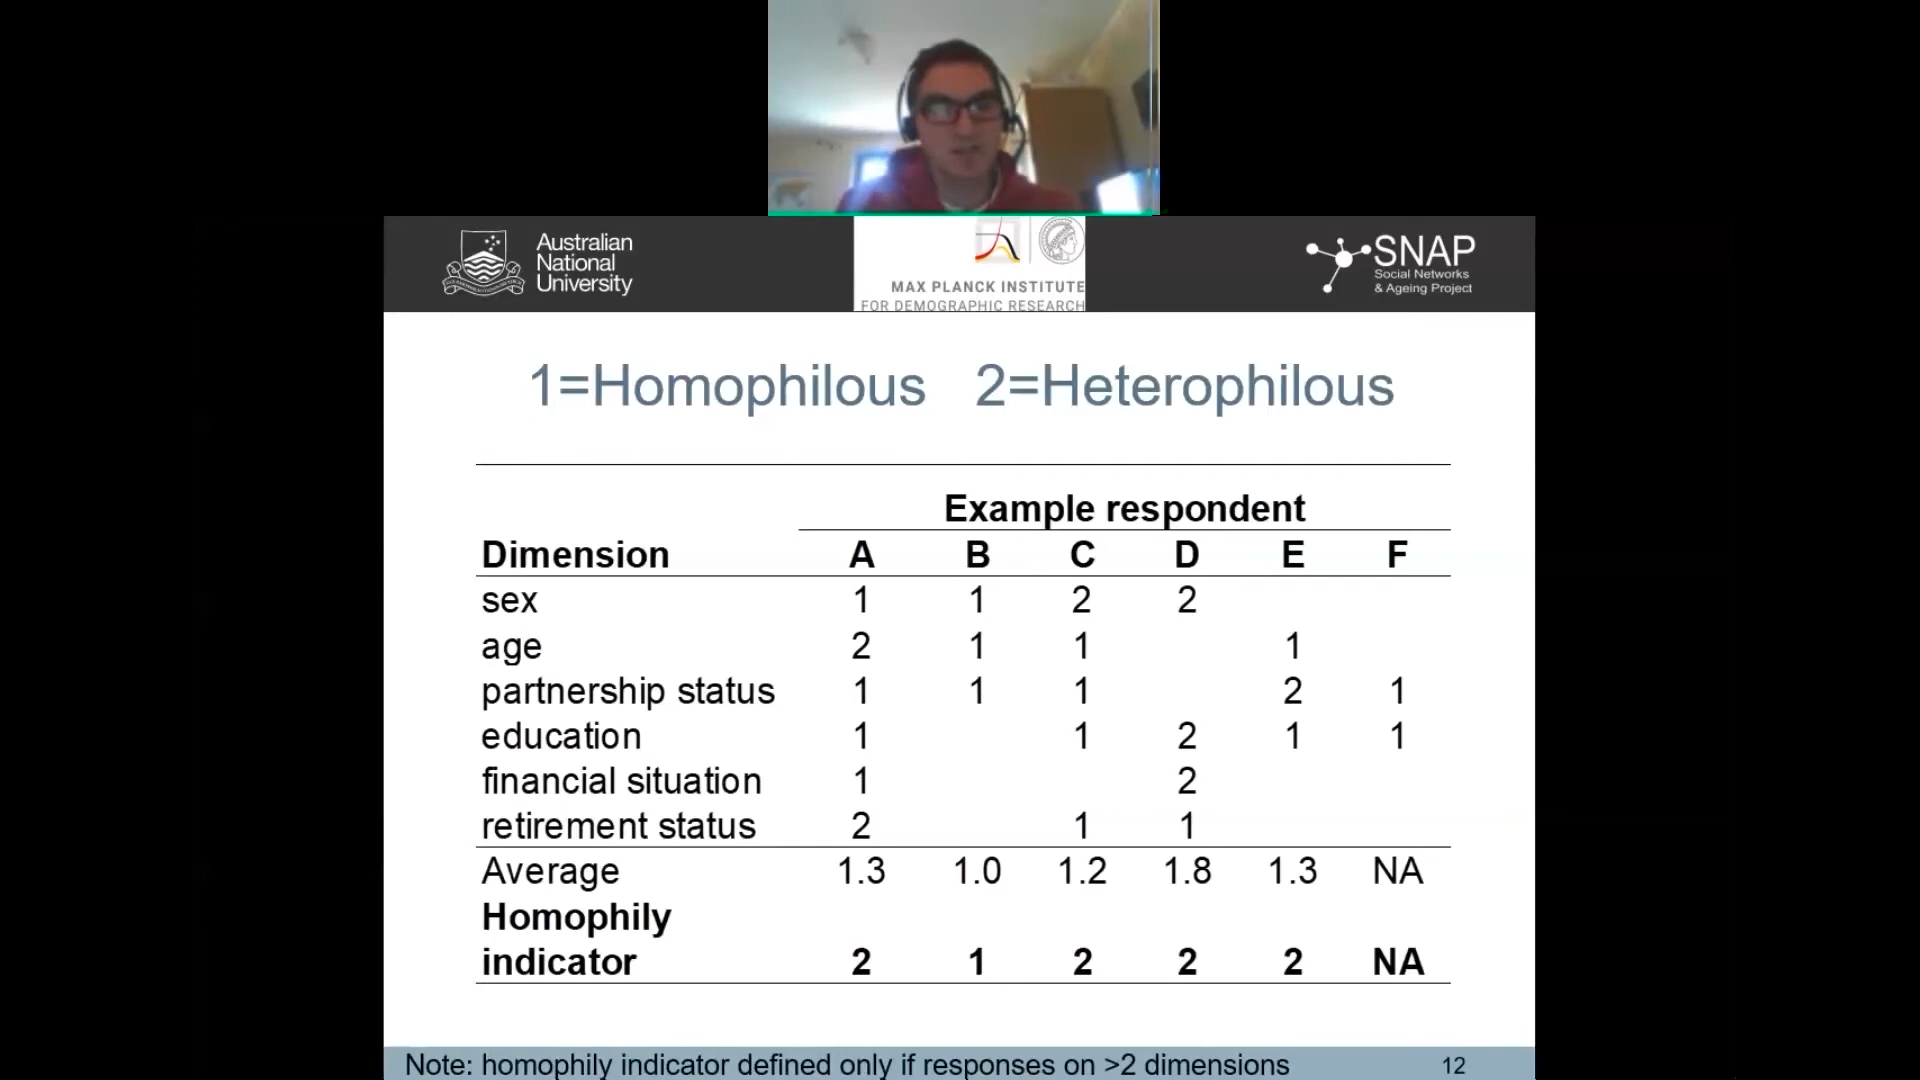 Australian
National
University
MAX PLANCK INSTITUTE
FOR DEMOGRAPHIC RESEARCH
SNAP
Social Networks
& Ageing Project
1=Homophilous 2=Heterophilous
Example respondent
Dimension A B C D E F
sex 1 1 2 2
age 2 1 1 1
partnership status 1 1 1 2 1
education 1 1 2 1 1
financial situation 1 2
retirement status 2 1 1
Average 1.3 1.0 1.2 1.8 1.3 NA
Homophily
indicator 2 1 2 2 2 NA
Note: homophily indicator defined only if responses on >2 dimensions 12